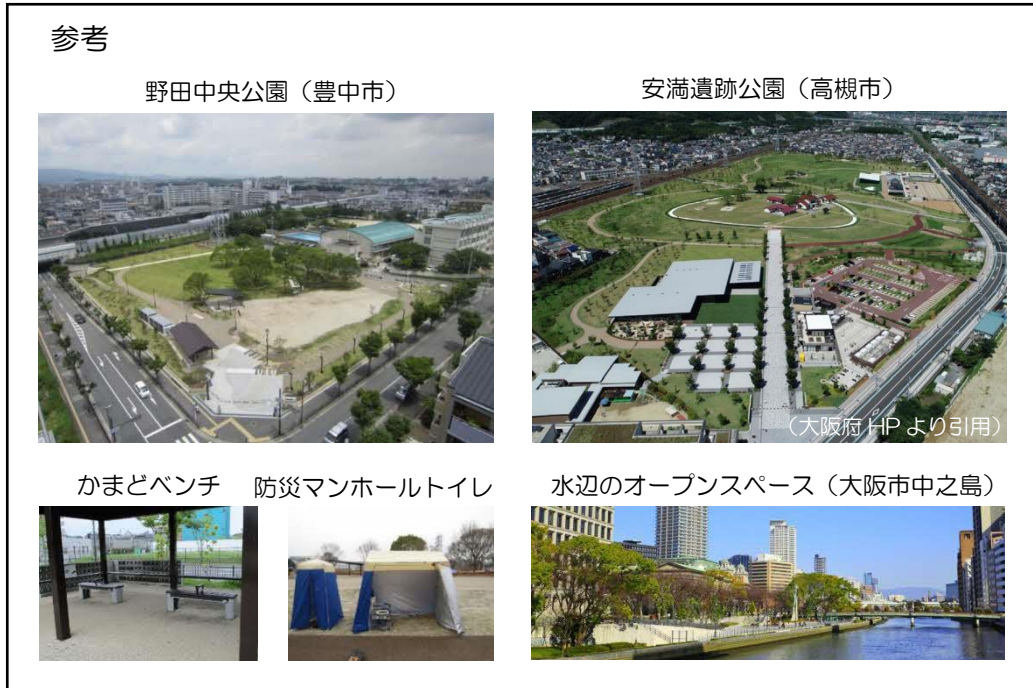 参考
野田中央公園（豊中市）
安満遺跡公園（高槻市）
（大阪府 HP より引用）
かまどベンチ
防災マンホールトイレ
水辺のオープンスペース（大阪市中之島）